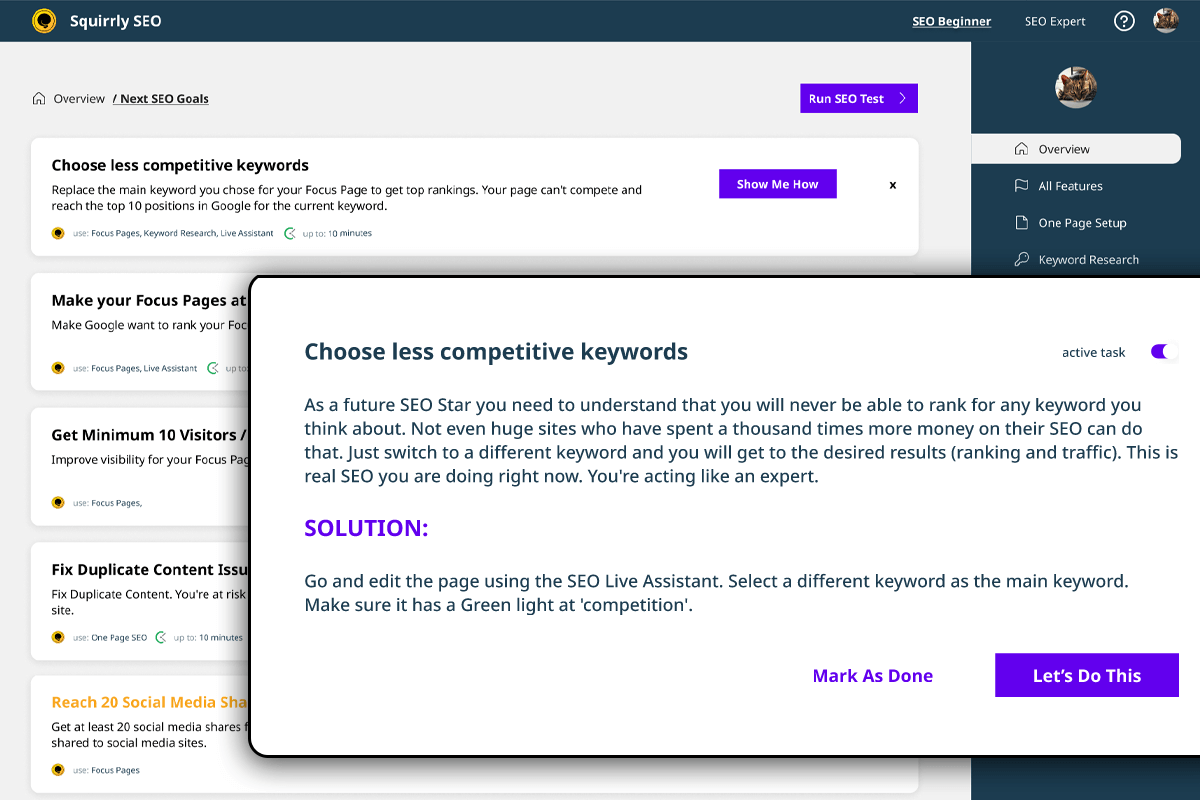 Squirrly SEO
SEO Beginner
SEO Expert
?
Overview / Next SEO Goals
Run SEO Test
Choose less competitive keywords
Replace the main keyword you chose for your Focus Page to get top rankings. Your page can't compete and
reach the top 10 positions in Google for the current keyword.
Show Me How
x
use: Focus Pages, Keyword Research, Live Assistant
up to: 10 minutes
Overview
All Features
One Page Setup
Keyword Research
Make your Focus Pages at
Make Google want to rank your Foc
use: Focus Pages, Live Assistant
up to:
Get Minimum 10 Visitors /
Improve visibility for your Focus Pag
use: Focus Pages,
Fix Duplicate Content Issu
Fix Duplicate Content. You're at risk
site.
use: One Page SEO
up to: 10 minutes
Reach 20 Social Media Sha
Get at least 20 social media shares f
shared to social media sites.
use: Focus Pages
Choose less competitive keywords
active task
As a future SEO Star you need to understand that you will never be able to rank for any keyword you
think about. Not even huge sites who have spent a thousand times more money on their SEO can do
that. Just switch to a different keyword and you will get to the desired results (ranking and traffic). This is
real SEO you are doing right now. You're acting like an expert.
SOLUTION:
Go and edit the page using the SEO Live Assistant. Select a different keyword as the main keyword.
Make sure it has a Green light at 'competition'.
Mark As Done
Let's Do This